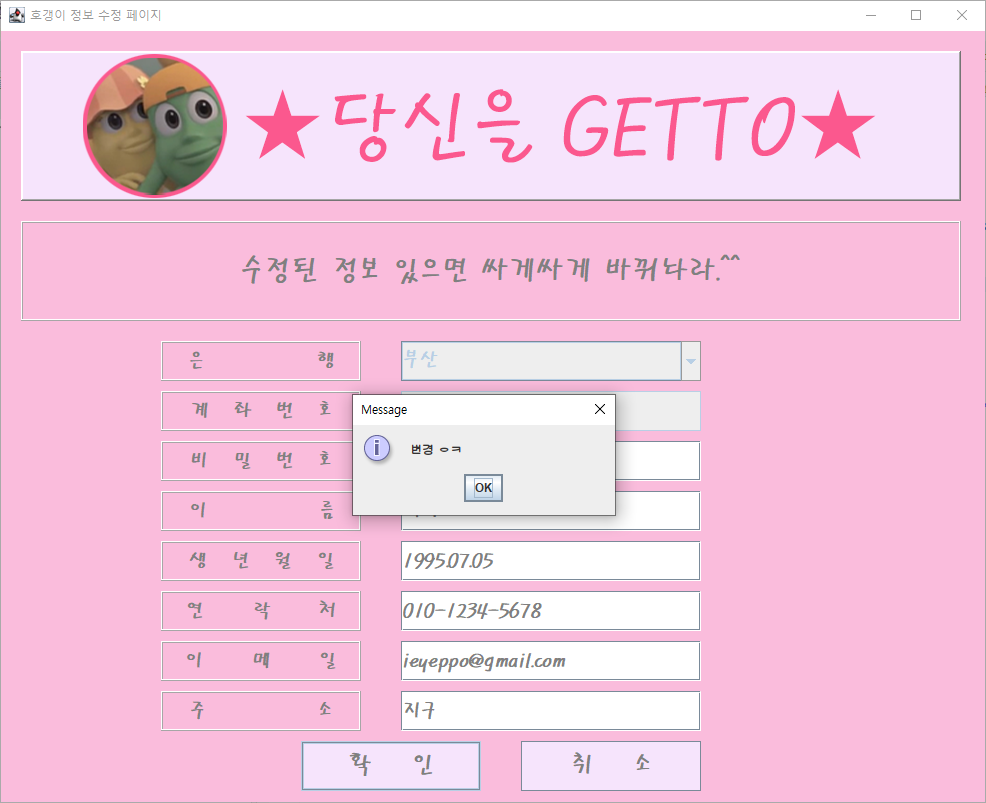 호갱이 정보 수정 페이지
★당신을 GETTO★
수정된 정보 있으면 싸게싸게 바꿔나라.^^
은 행
부산
계 좌 번 호
비 밀 번 호
이 름
생 년 월 일
1995.07.05
연 락 처
010-1234-5678
이 메 일
ieyeppo@gmail.com
주 소
지구
확 인
취 소
Message
번경 ㅇㅋ
OK